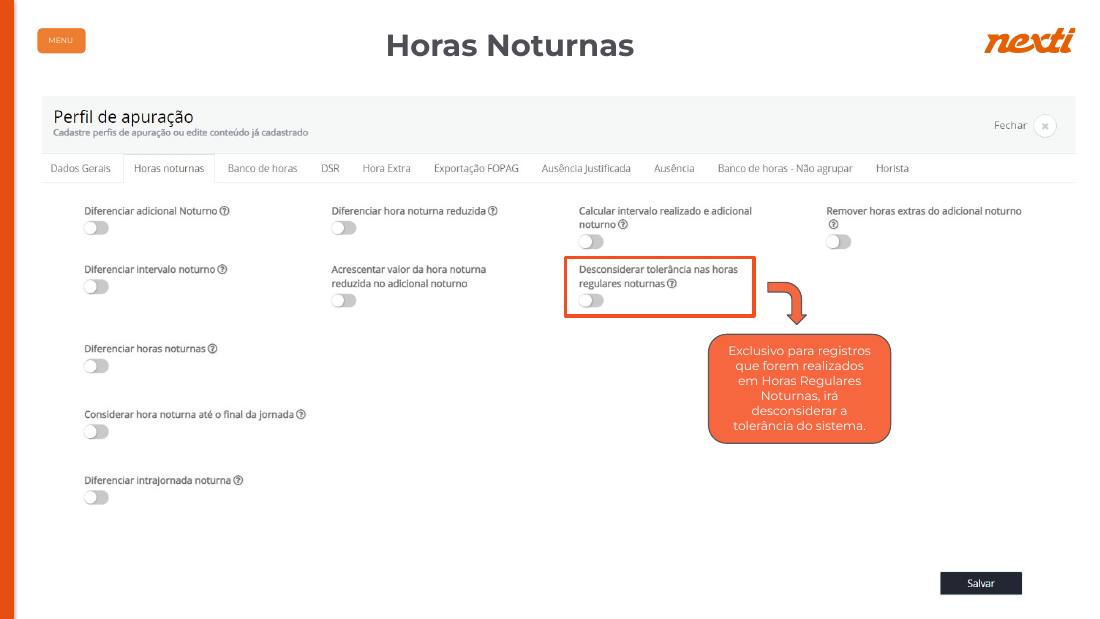 MENU
Horas Noturnas
nexti
Perfil de apuração
Cadastre perfis de apuração ou edite conteúdo já cadastrado
Fechar
Dados Gerais
Horas noturnas
Banco de horas
DSR
Hora Extra
Exportação FOPAG
Ausência Justificada
Ausência
Banco de horas - Não agrupar
Horista
Diferenciar adicional Noturno
Diferenciar hora noturna reduzida
Calcular intervalo realizado e adicional
noturno
Remover horas extras do adicional noturno
Diferenciar intervalo noturno
Acrescentar valor da hora noturna
reduzida no adicional noturno
Desconsiderar tolerância nas horas
regulares noturnas
Exclusivo para registros
que forem realizados
em Horas Regulares
Noturnas, irá
desconsiderar a
tolerância do sistema.
Diferenciar horas noturnas
Considerar hora noturna até o final da jornada
Diferenciar intrajornada noturna
Salvar